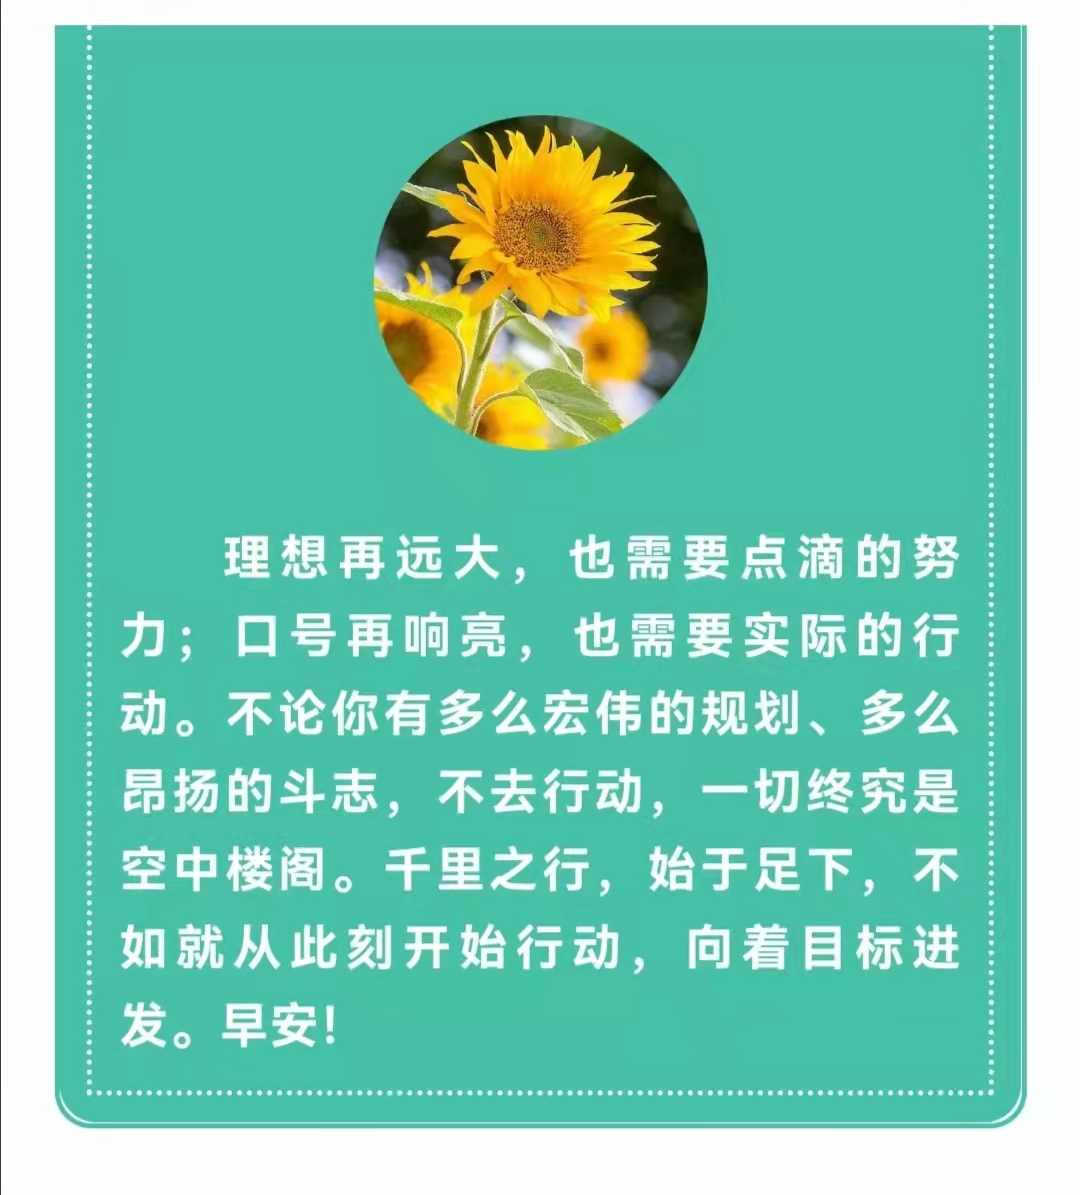 理想再远大，也需要点滴的努
力；口号再响亮，也需要实际的行
动。不论你有多么宏伟的规划、多么
昂扬的斗志，不去行动，一切终究是
空中楼阁。千里之行，始于足下，不
如就从此刻开始行动，向着目标进
发。早安！